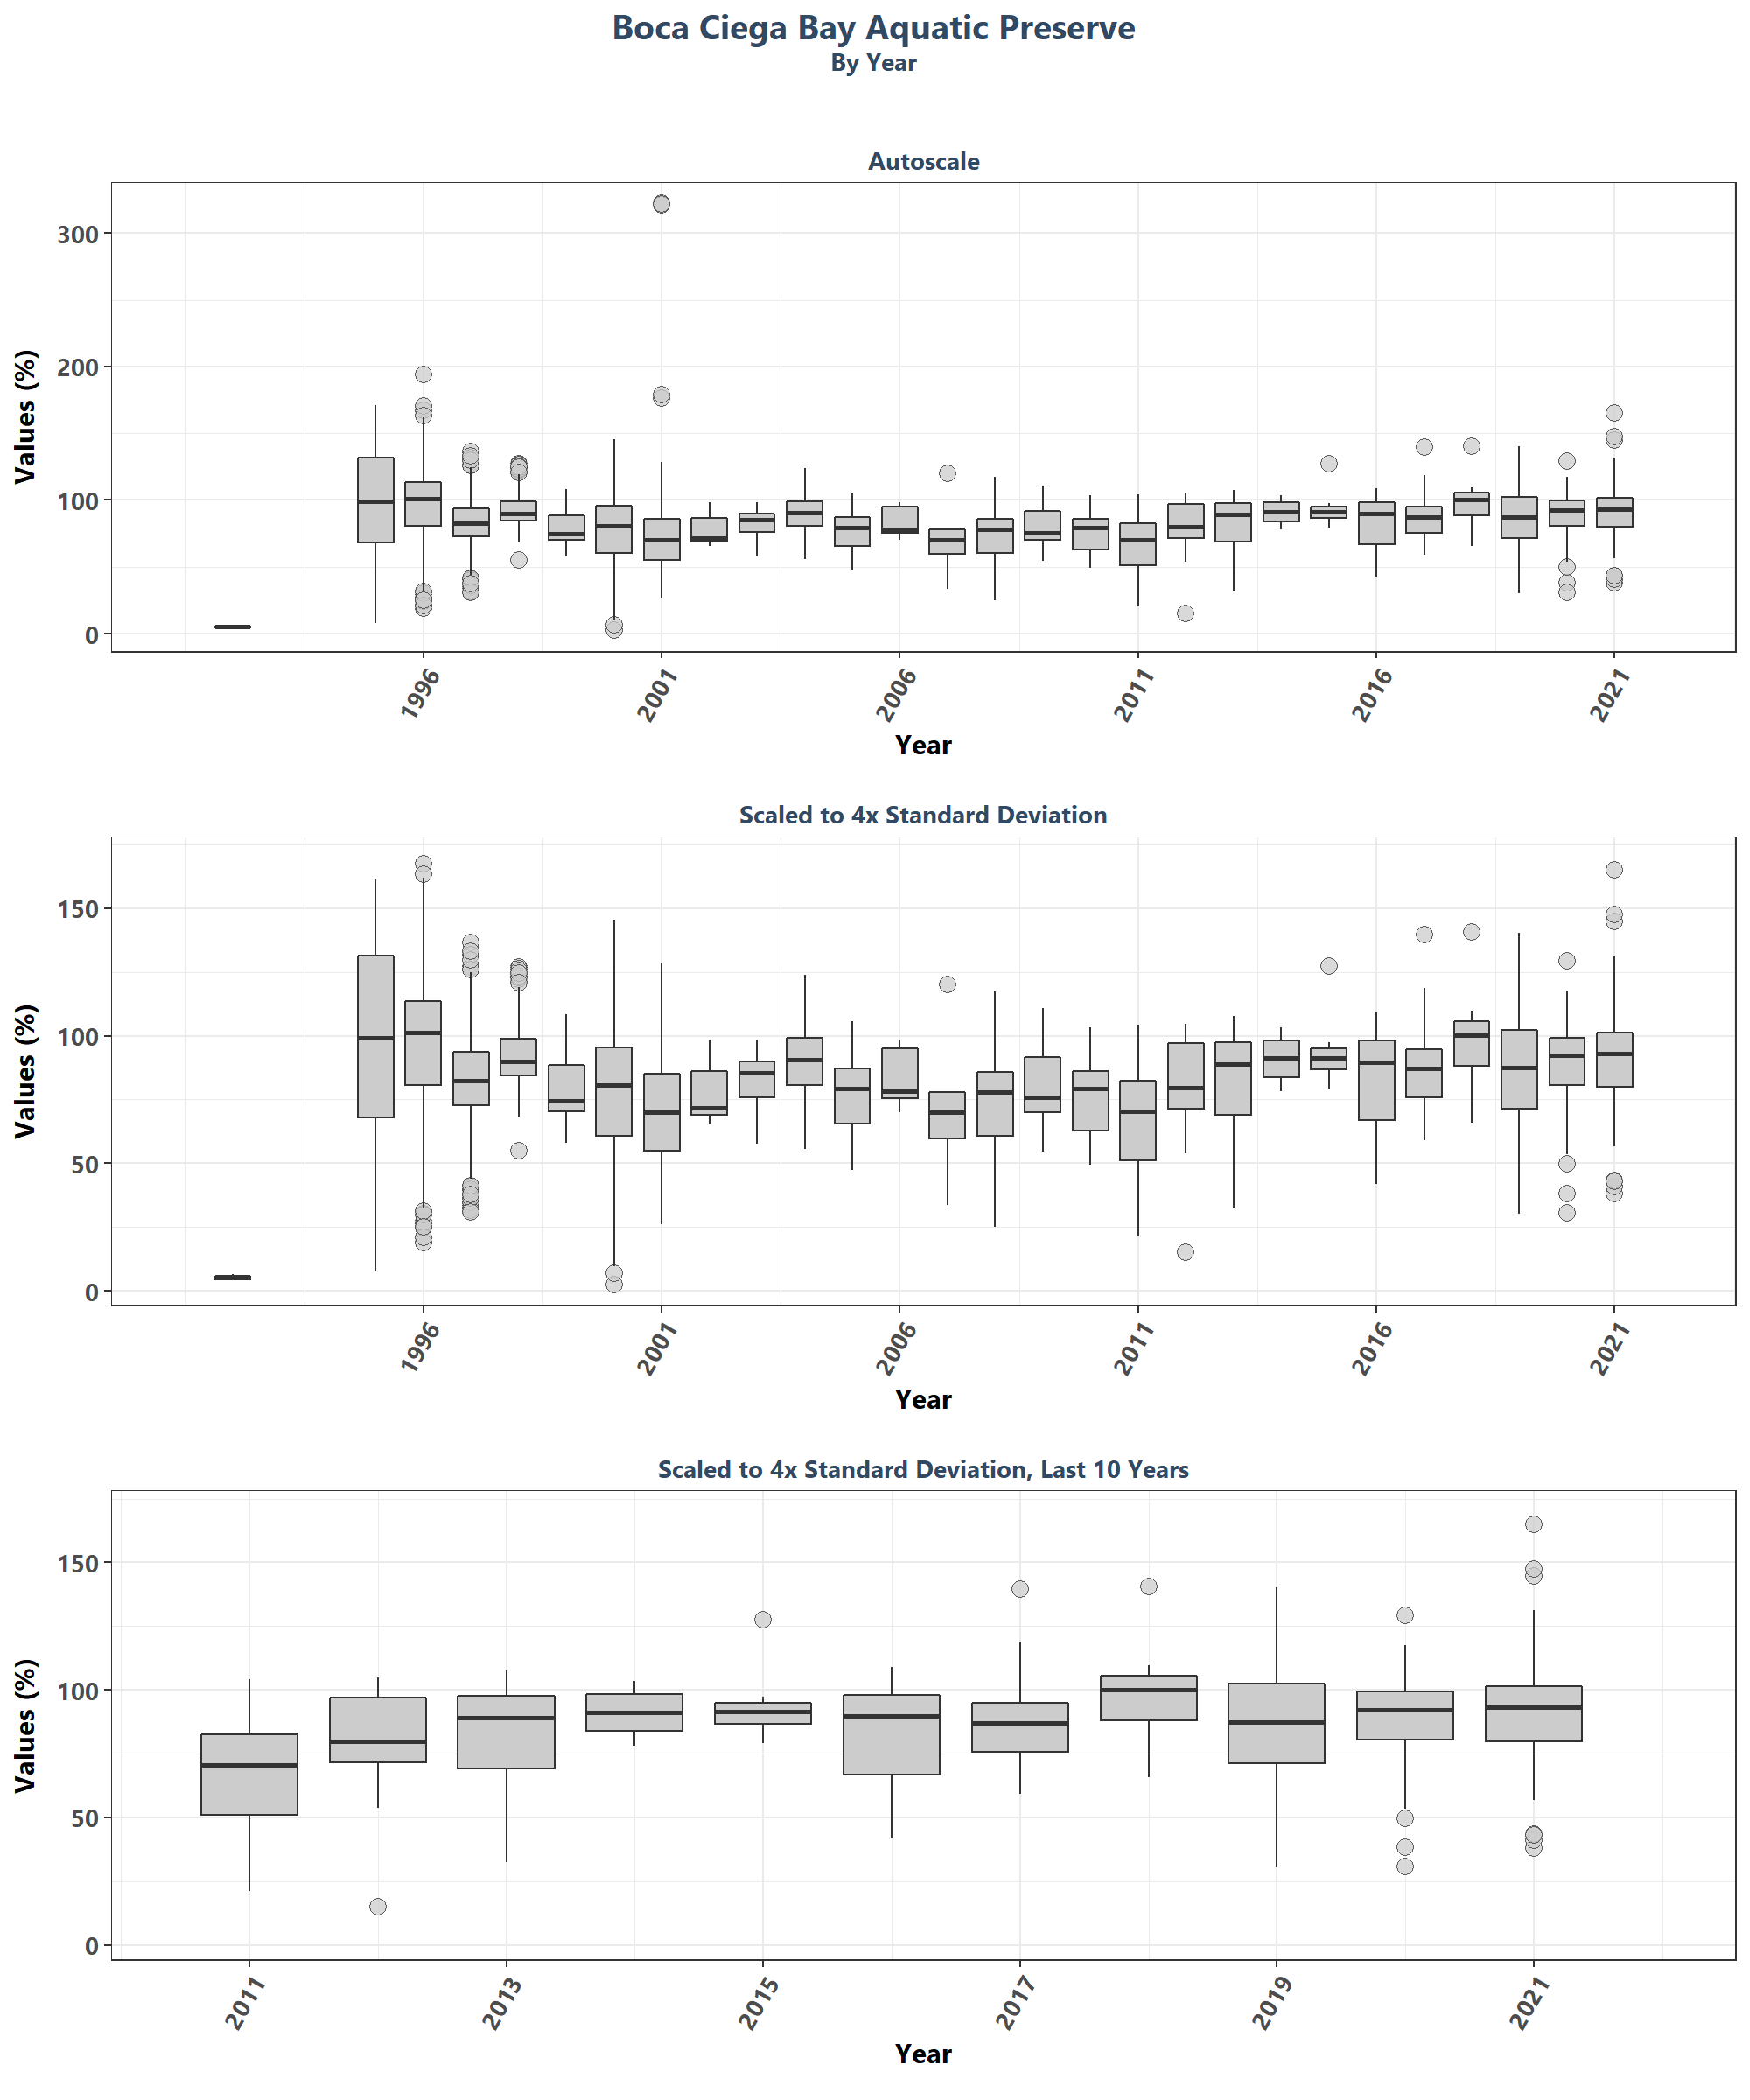 Boca Ciega Bay Aquatic Preserve
By Year
Autoscale
Values (%)
300
200
100
0
1996 2001 2006 2011 2016 2021
Year
Scaled to 4x Standard Deviation
Values (%)
150
100
50
0
1996 2001 2006 2011 2016 2021
Year
Scaled to 4x Standard Deviation, Last 10 Years
Values (%)
150
100
50
0
2011 2013 2015 2017 2019 2021
Year